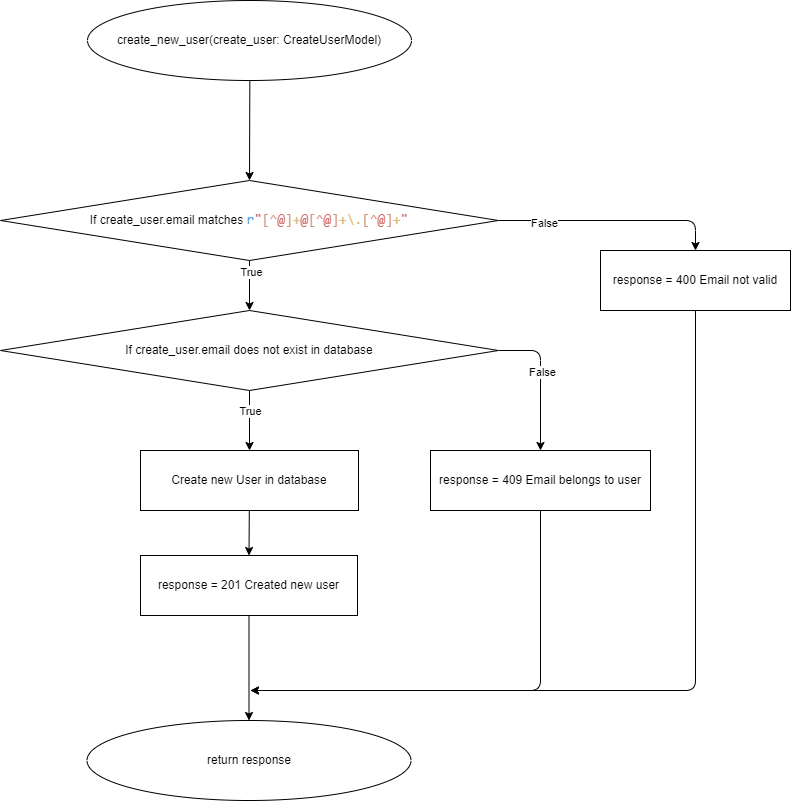 create_new_user(create_user: CreateUserModel)
If create_user.email matches r"[^@]+@[^@]+\.[^@]+"
False
response = 400 Email not valid
True
If create_user.email does not exist in database
False
True
Create new User in database
response = 409 Email belongs to user
response = 201 Created new user
return response